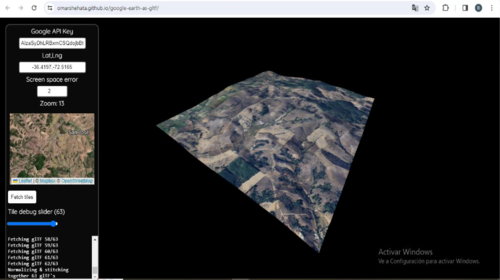 omarshehata.github.io/google-earth-as-gltf/
Google API Key
Lat,Lng
-36.4197,-72.5166
Screen space error
2
Zoom: 13
Leaflet | © Mapbox © OpenStreetMap
Fetch tiles
Tile debug slider (63)
Fetching glTF 58/63
Fetching glTF 59/63
Fetching glTF 60/63
Fetching glTF 61/63
Fetching glTF 62/63
Normalizing & stitching
together 63 glTF's
Activar Windows
Ve a Configuración para activar Windows.